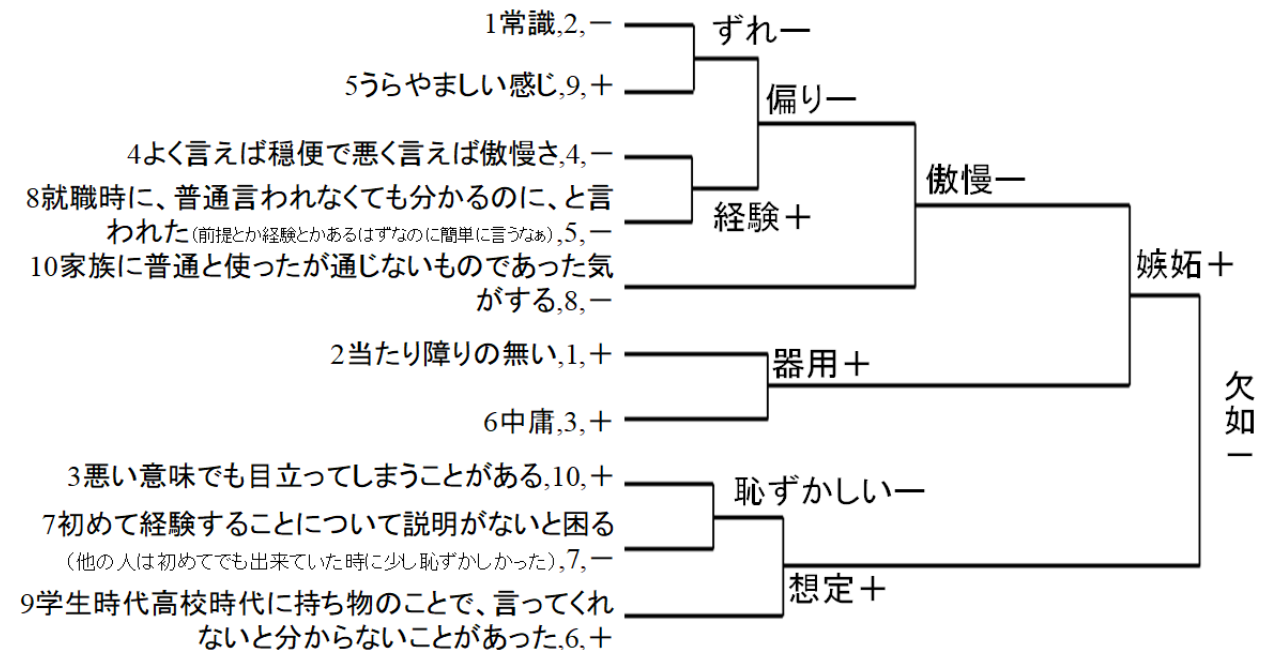 1常識,2,－
ずれー
5うらやましい感じ,9,＋
偏りー
4よく言えば穏便で悪く言えば傲慢さ,4,－
傲慢ー
8就職時に、普通言われなくても分かるのに、と言
われた（前提とか経験とかあるはずなのに簡単に言うなぁ）,5,－
経験＋
10家族に普通と使ったが通じないものであった気
がする,8,－
嫉妬＋
2当たり障りの無い,1,＋
器用＋
6中庸,3,＋
欠如－
3悪い意味でも目立ってしまうことがある,10,＋
恥ずかしいー
7初めて経験することについて説明がないと困る
（他の人は初めてでも出来ていた時に少し恥ずかしかった）,7,－
想定＋
9学生時代高校時代に持ち物のことで、言ってくれ
ないと分からないことがあった,6,＋